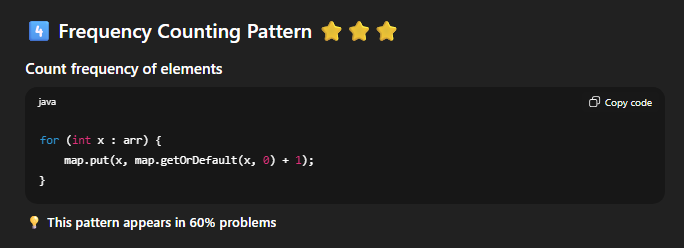 4️⃣ Frequency Counting Pattern ⭐ ⭐ ⭐
Count frequency of elements
java
Copy code
for (int x : arr) {
    map.put(x, map.getOrDefault(x, 0) + 1);
}
💡 This pattern appears in 60% problems